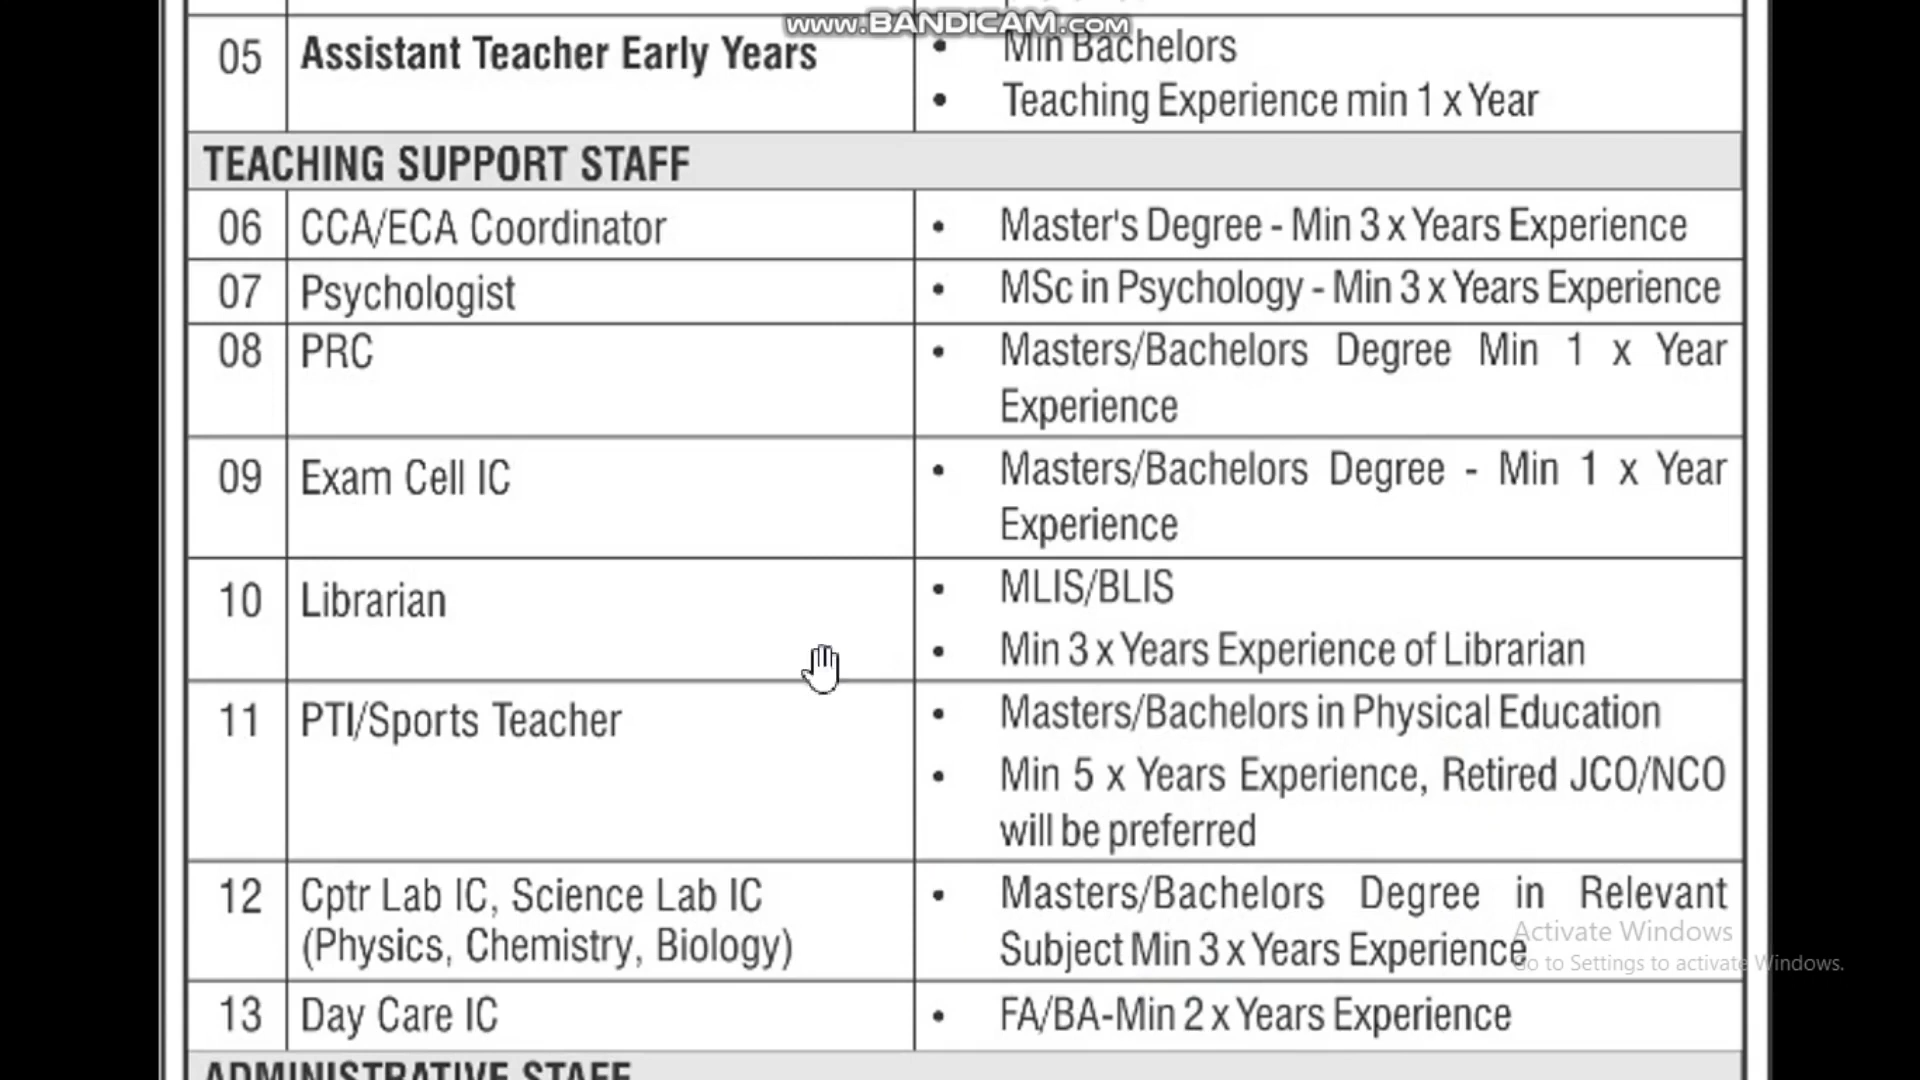 www.BANDICAM.com
05 Assistant Teacher Early Years
• Min Bachelors
• Teaching Experience min 1 x Year
TEACHING SUPPORT STAFF
06 CCA/ECA Coordinator • Master's Degree - Min 3 x Years Experience
07 Psychologist • MSc in Psychology - Min 3 x Years Experience
08 PRC • Masters/Bachelors Degree Min 1 x Year
Experience
09 Exam Cell IC • Masters/Bachelors Degree - Min 1 x Year
Experience
10 Librarian • MLIS/BLIS
• Min 3 x Years Experience of Librarian
11 PTI/Sports Teacher • Masters/Bachelors in Physical Education
• Min 5 x Years Experience, Retired JCO/NCO
will be preferred
12 Cptr Lab IC, Science Lab IC
(Physics, Chemistry, Biology)
• Masters/Bachelors Degree in Relevant
Subject Min 3 x Years Experience
13 Day Care IC • FA/BA-Min 2 x Years Experience
ADMINISTRATIVE STAFF
Activate Windows
Go to Settings to activate Windows.